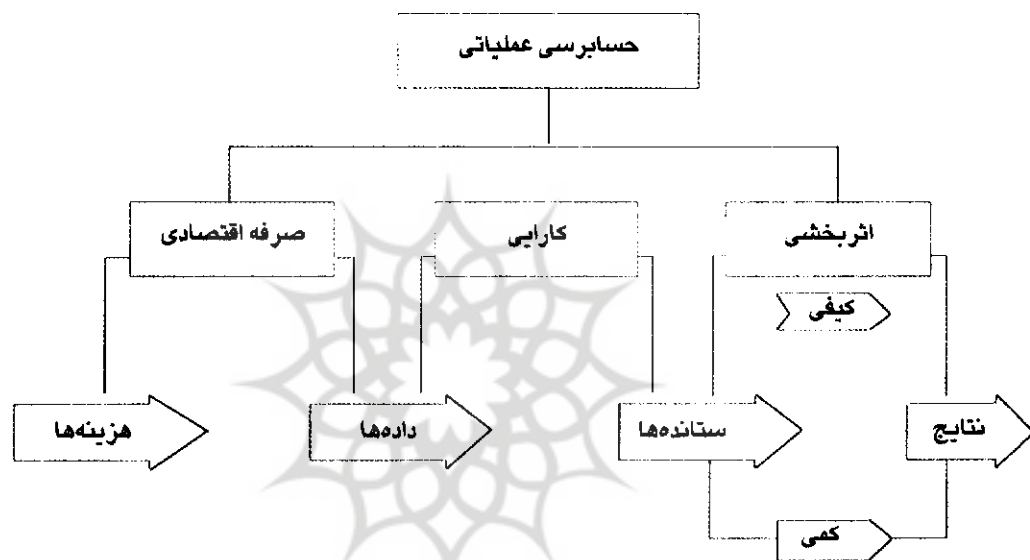 حسابرسی عملیاتی
اثربخشی
کارایی
صرفه اقتصادی
کیفی
نتایج
ستانده‌ها
داده‌ها
هزینه‌ها
کمی